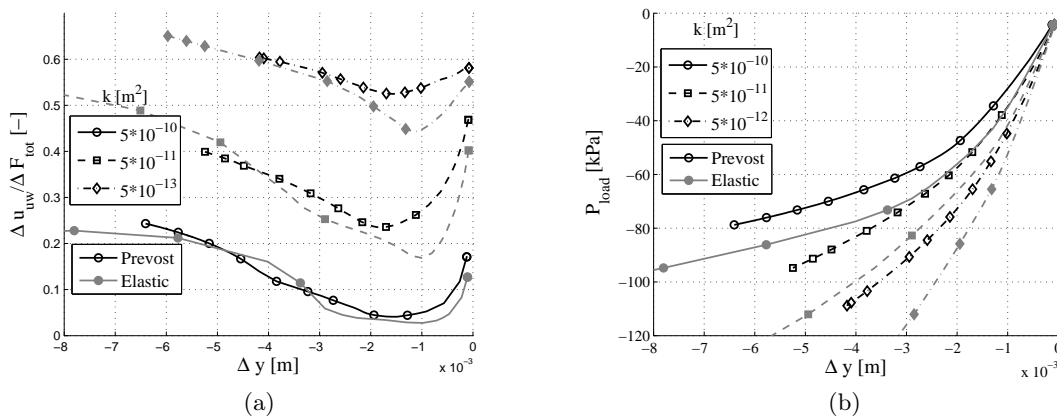 0.6
0.5
0.4
0.3
0.2
0.1
0
Δ u_uw/Δ F_tot [-]
k [m²]
5*10⁻¹⁰
5*10⁻¹¹
5*10⁻¹³
Prevost
Elastic
-8 -7 -6 -5 -4 -3 -2 -1 0
Δ y [m]
x 10⁻³
(a)
0
−20
−40
−60
−80
−100
−120
P_load [kPa]
k [m²]
5*10⁻¹⁰
5*10⁻¹¹
5*10⁻¹²
Prevost
Elastic
−8 −7 −6 −5 −4 −3 −2 −1 0
Δ y [m]
x 10⁻³
(b)